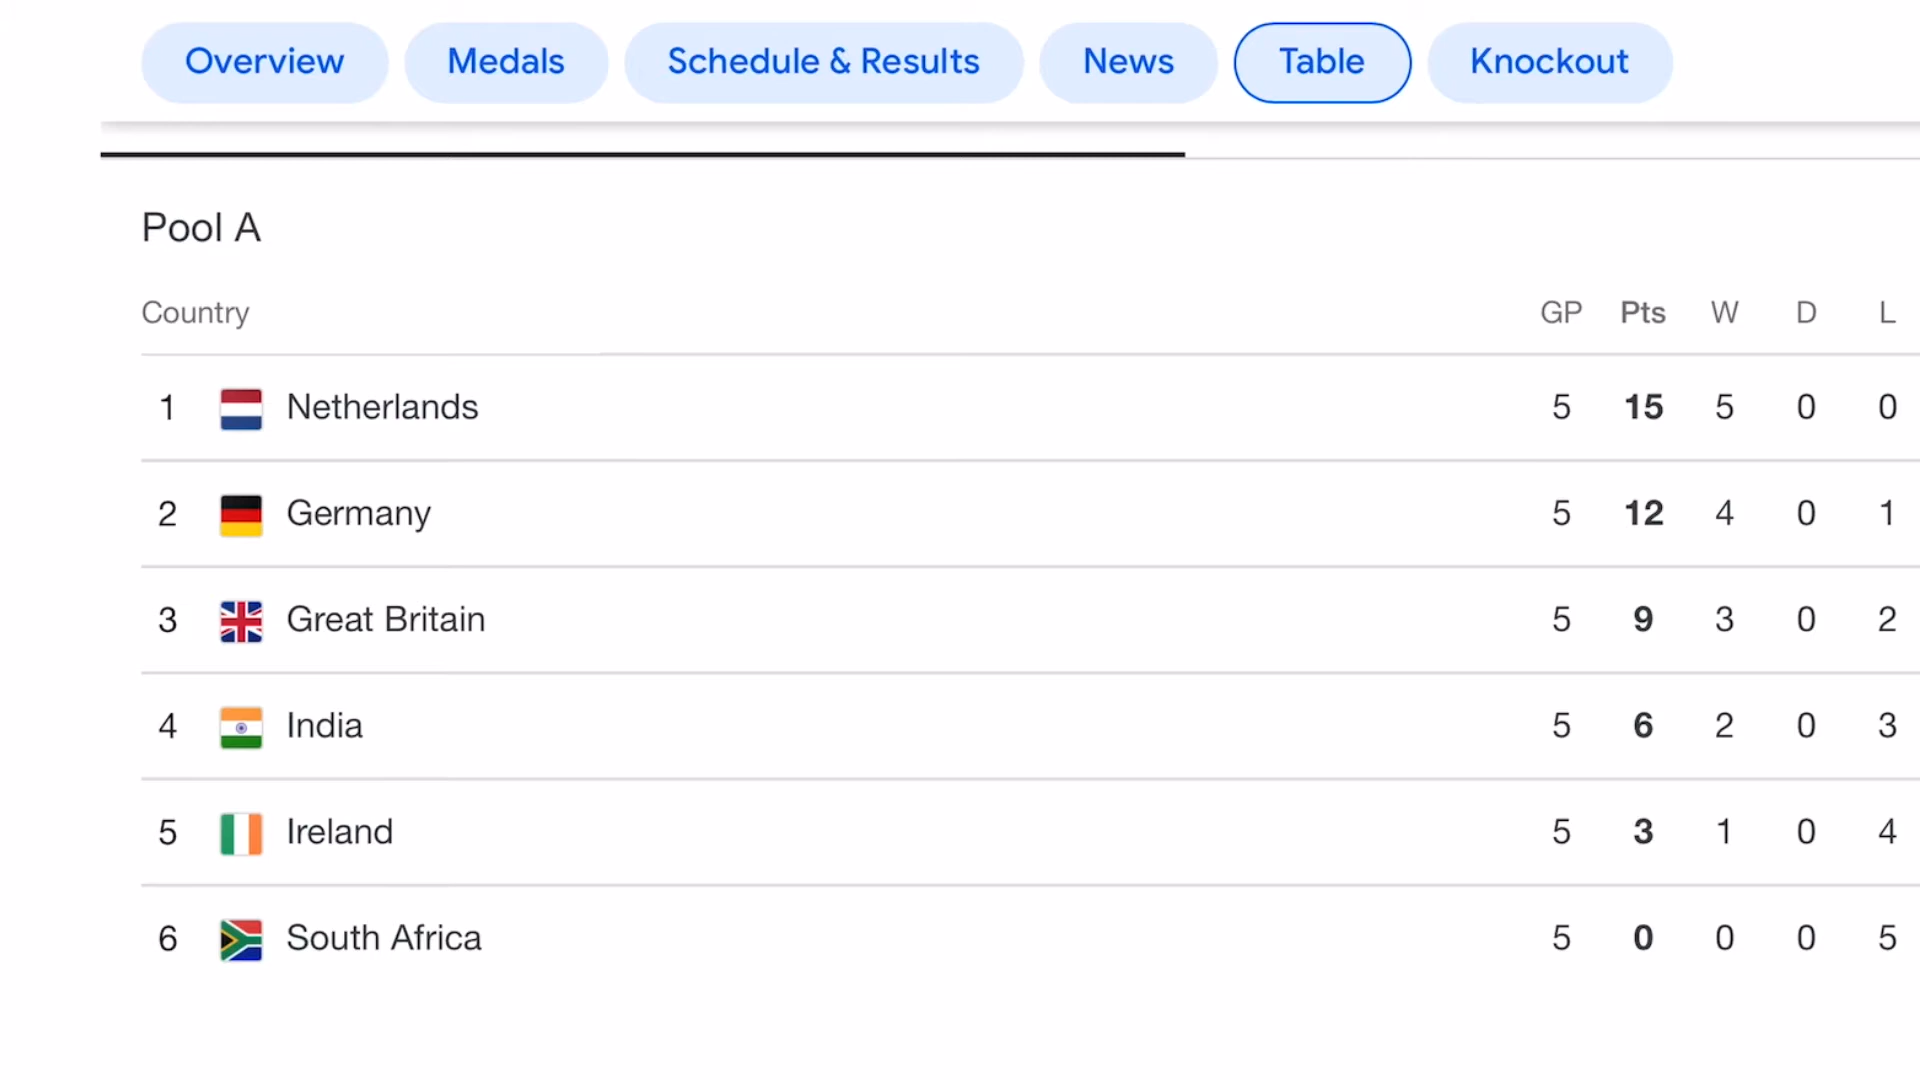 Overview Medals Schedule & Results News Table Knockout
Pool A
Country GP Pts W D L
1 Netherlands 5 15 5 0 0
2 Germany 5 12 4 0 1
3 Great Britain 5 9 3 0 2
4 India 5 6 2 0 3
5 Ireland 5 3 1 0 4
6 South Africa 5 0 0 0 5